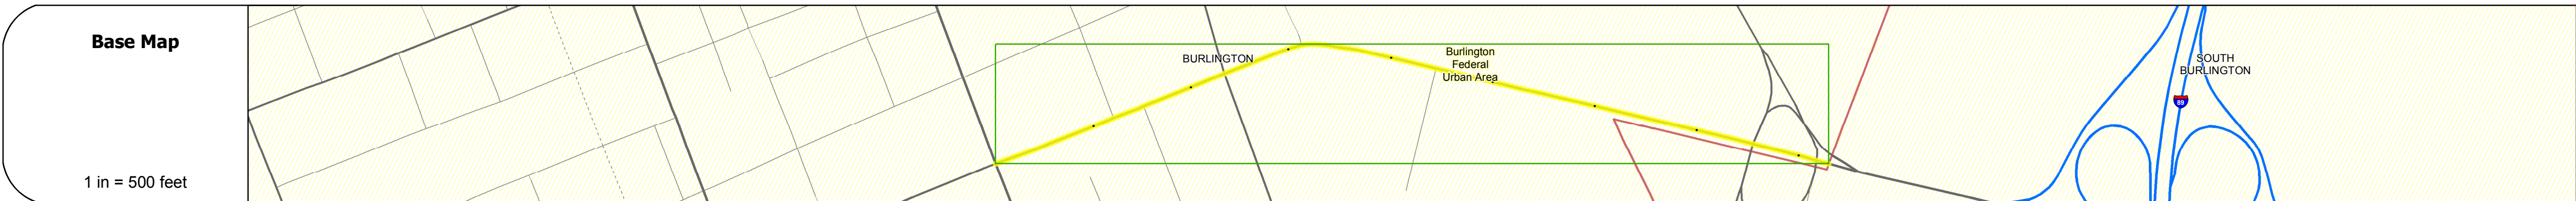 Base Map
1 in = 500 feet
BURLINGTON
Burlington
Federal
Urban Area
SOUTH
BURLINGTON
89